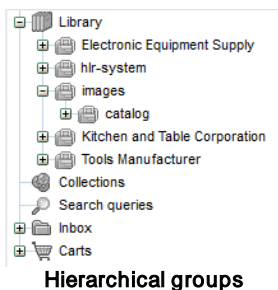 Library
Electronic Equipment Supply
hlr-system
images
catalog
Kitchen and Table Corporation
Tools Manufacturer
Collections
Search queries
Inbox
Carts
Hierarchical groups